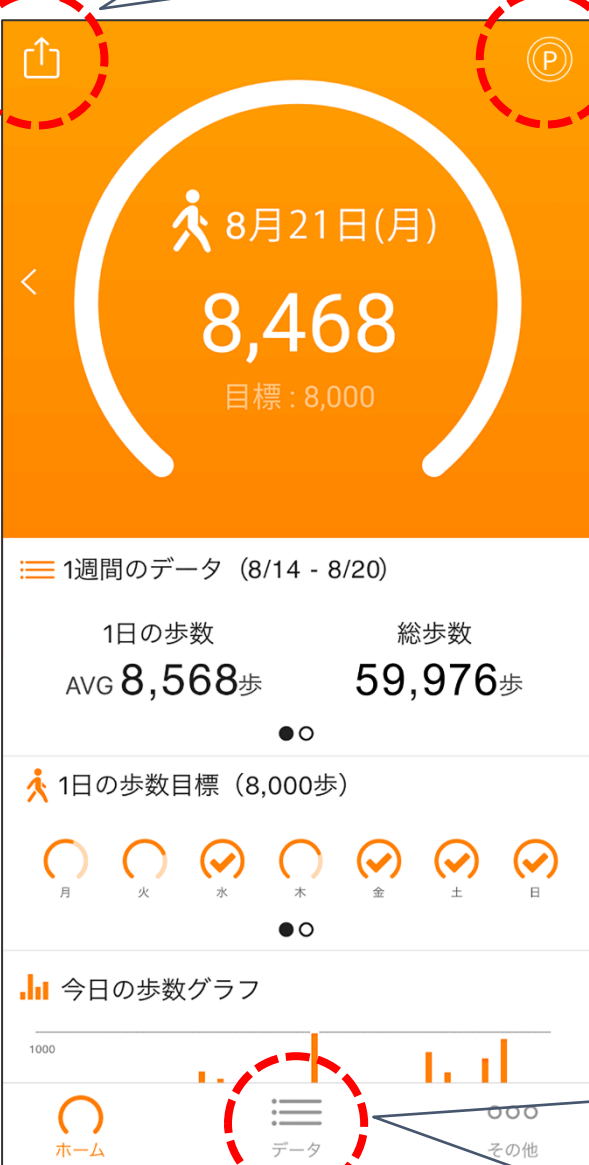 P
8月21日(月)
8,468
目標 : 8,000
1週間のデータ（8/14 - 8/20）
1日の歩数 総歩数
AVG 8,568歩 59,976歩
1日の歩数目標（8,000歩）
月 火 水 木 金 土 日
今日の歩数グラフ
1000
ホーム データ その他